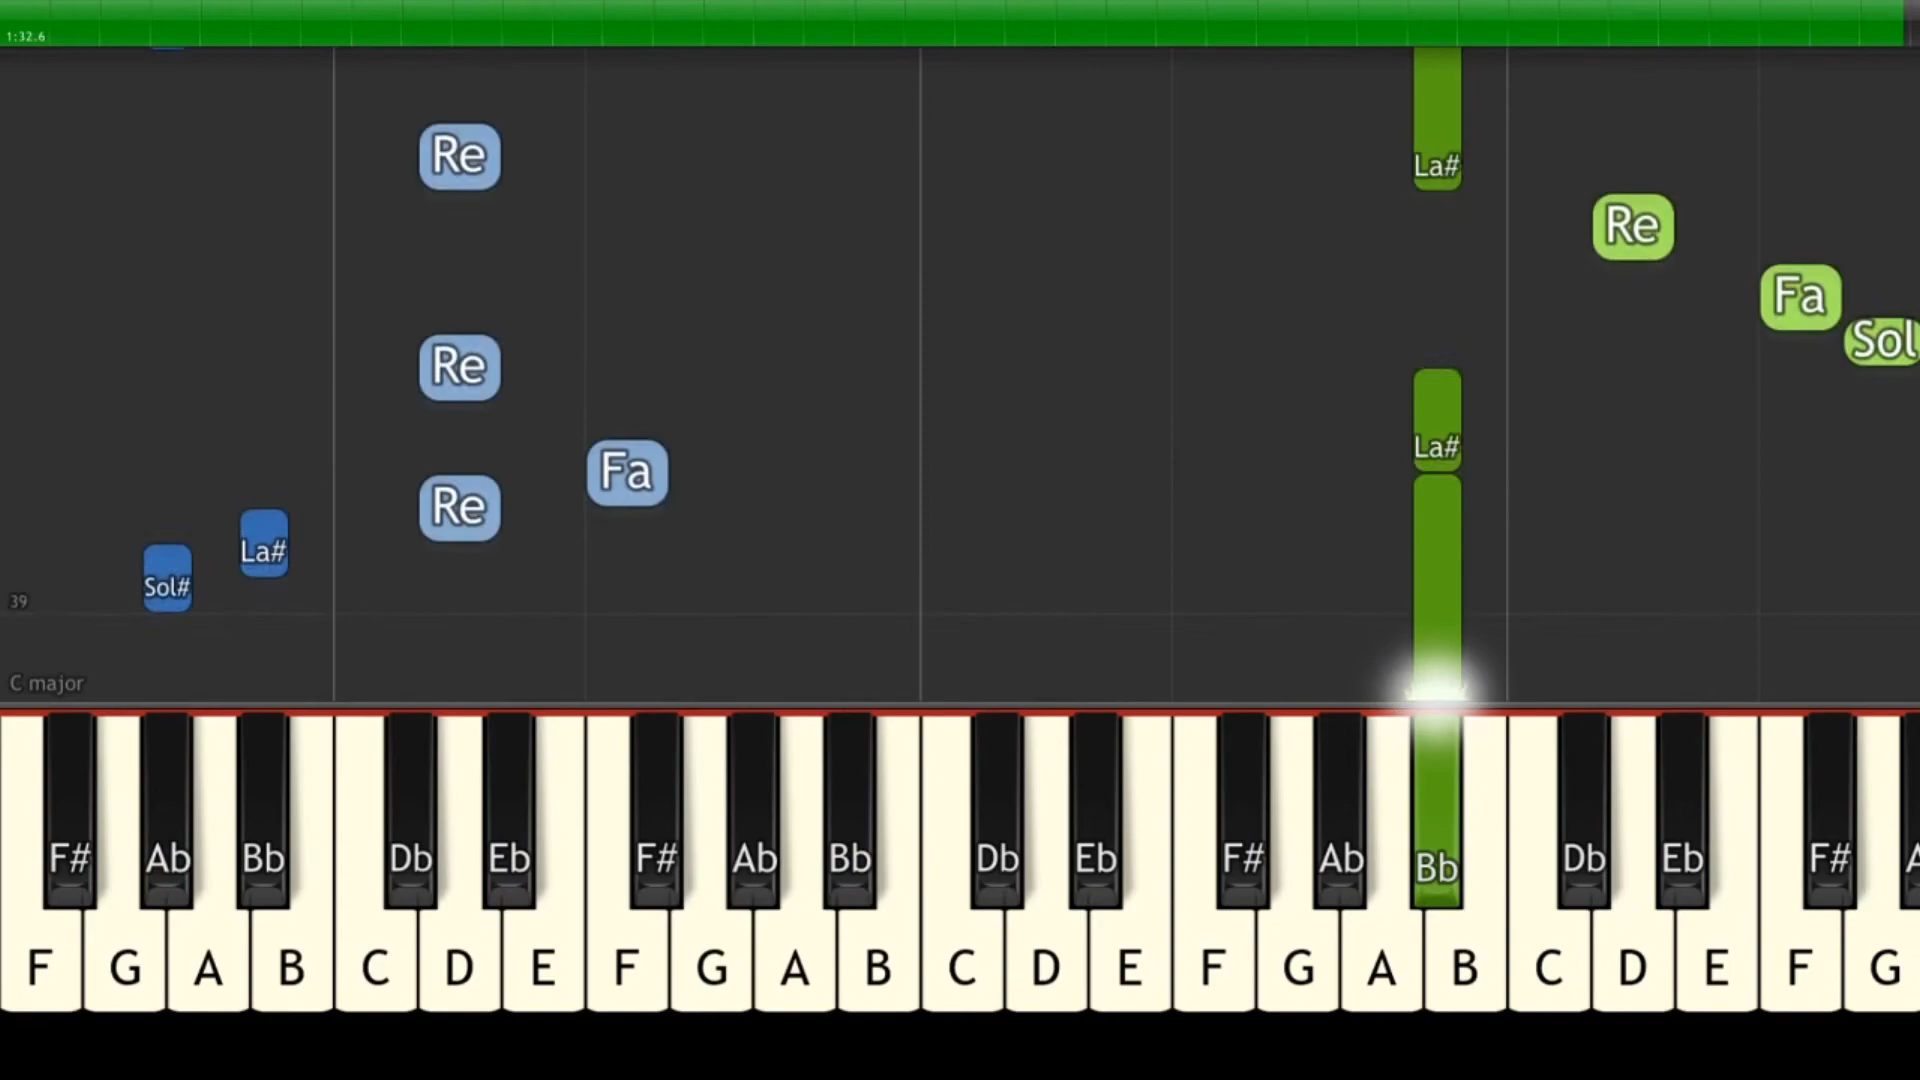 1:32.6
Re
La#
Re
Fa
Sol
Re
La#
Fa
Re
La#
Sol#
39
C major
F# Ab Bb Db Eb F# Ab Bb Db Eb F# Ab Bb Db Eb F# A
F G A B C D E F G A B C D E F G A B C D E F G